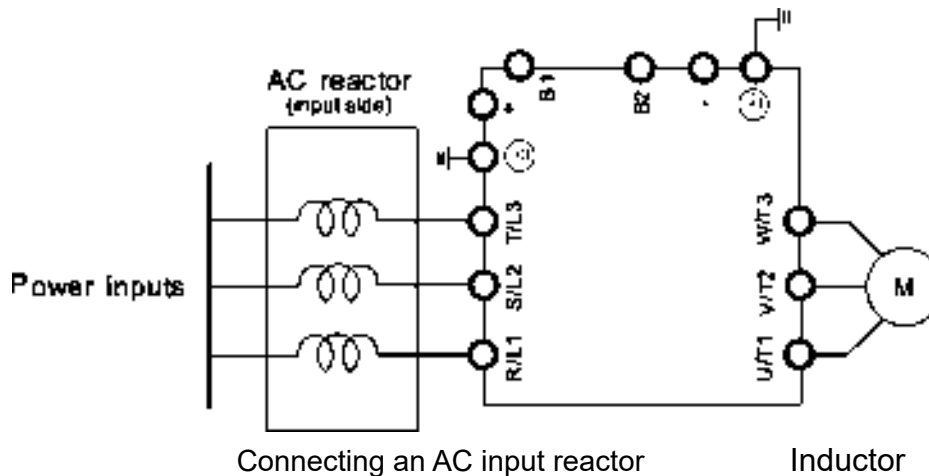 AC reactor
(input side)
B1
B2
-
+
T/L3
W/T3
Power inputs
S/L2
V/T2
M
R/L1
U/T1
Connecting an AC input reactor
Inductor